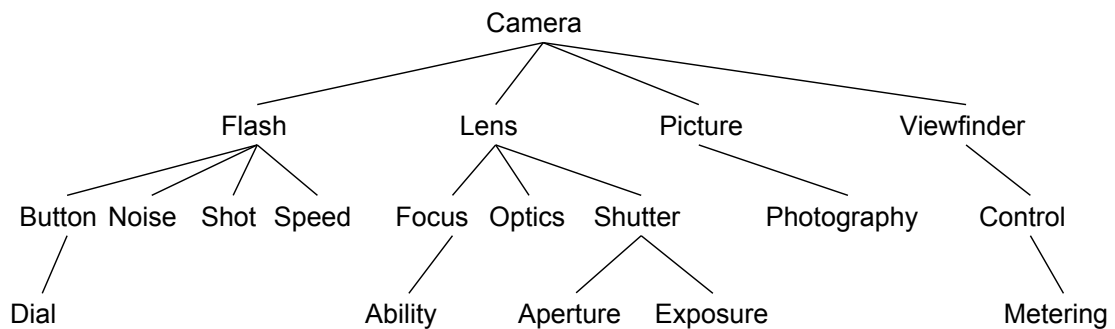 Camera
Flash Lens Picture Viewfinder
Button Noise Shot Speed Focus Optics Shutter Photography Control
Dial Ability Aperture Exposure Metering